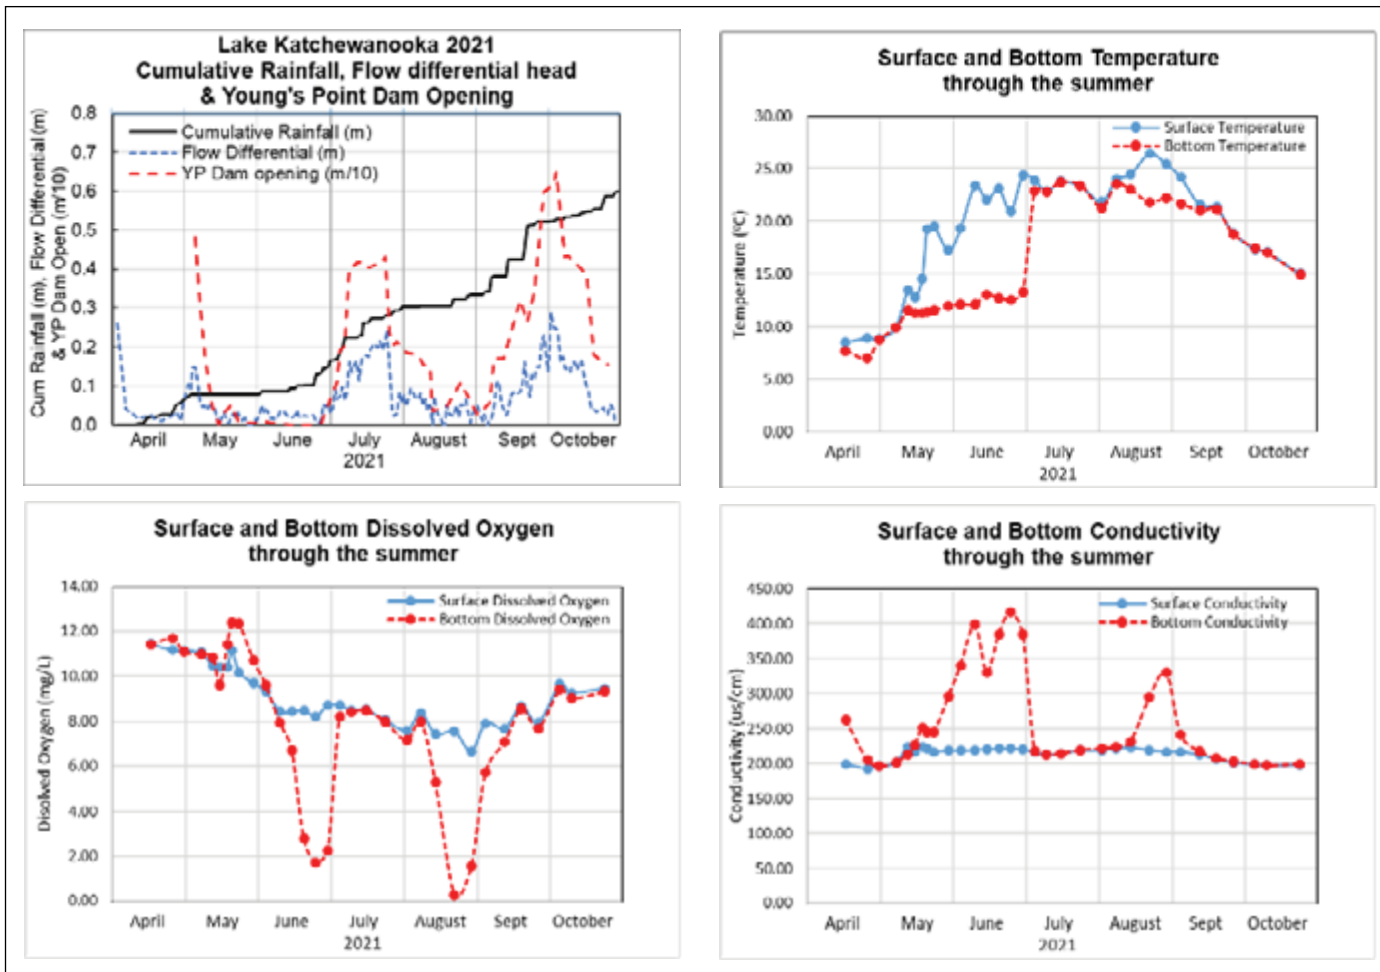 Lake Katchewanooka 2021
Cumulative Rainfall, Flow differential head
& Young's Point Dam Opening
Cum Rainfall (m), Flow Differential (m)
& YP Dam Open (m/10)
0.8
0.7
0.6
0.5
0.4
0.3
0.2
0.1
0.0
Cumulative Rainfall (m)
Flow Differential (m)
YP Dam opening (m/10)
April May June July August Sept October
2021
Surface and Bottom Temperature
through the summer
Temperature (°C)
30.00
25.00
20.00
15.00
10.00
5.00
0.00
Surface Temperature
Bottom Temperature
April May June July August Sept October
2021
Surface and Bottom Dissolved Oxygen
through the summer
Disolved Oxygen (mg/L)
14.00
12.00
10.00
8.00
6.00
4.00
2.00
0.00
Surface Dissolved Oxygen
Bottom Dissolved Oxygen
April May June July August Sept October
2021
Surface and Bottom Conductivity
through the summer
Conductivity (us/cm)
450.00
400.00
350.00
300.00
250.00
200.00
150.00
100.00
50.00
0.00
Surface Conductivity
Bottom Conductivity
April May June July August Sept October
2021